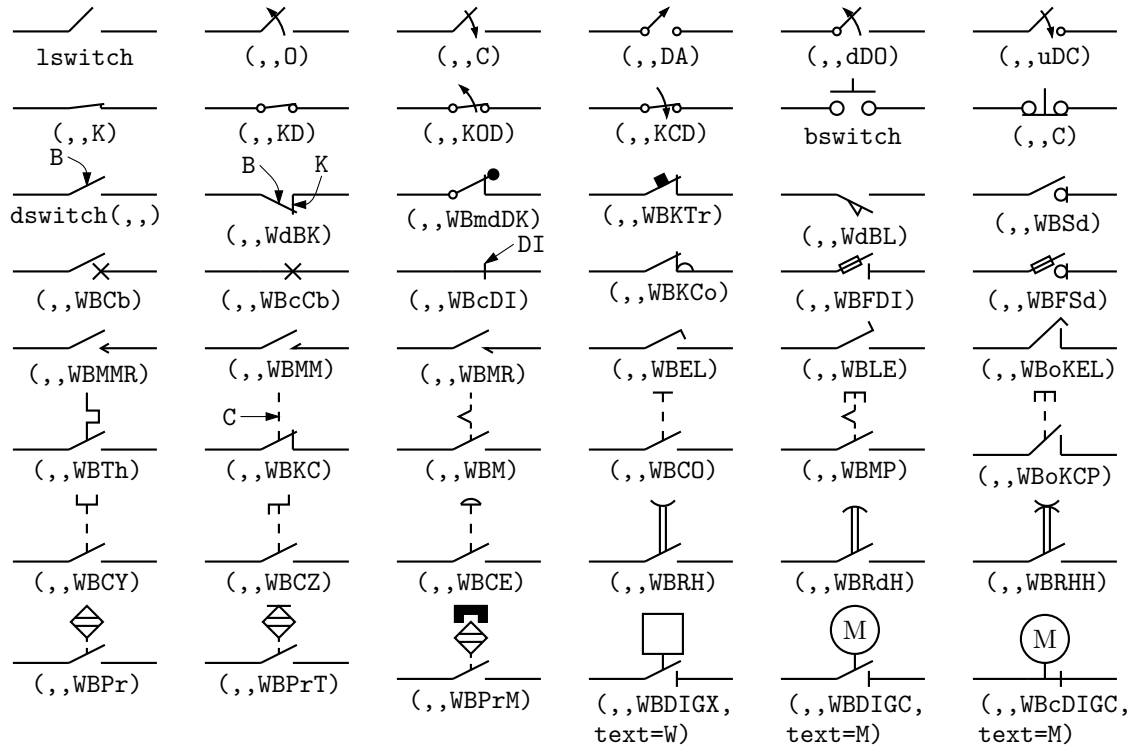 lswitch (,,O) (,,C) (,,DA) (,,dDO) (,,uDC)
(,,K) (,,KD) (,,KOD) (,,KCD) bswitch (,,C)
B B K
dswitch(,,) (,,WdBK) (,,WBmdDK) (,,WBKTr) (,,WdBL) (,,WBSd)
DI
(,,WBCb) (,,WBcCb) (,,WBcDI) (,,WBKCo) (,,WBFDI) (,,WBFSd)
(,,WBMMR) (,,WBMM) (,,WBMR) (,,WBEL) (,,WBLE) (,,WBoKEL)
C
(,,WBTh) (,,WBKC) (,,WBM) (,,WBCO) (,,WBMP) (,,WBoKCP)
(,,WBCY) (,,WBCZ) (,,WBCE) (,,WBRH) (,,WBRdH) (,,WBRHH)
M M
(,,WBPr) (,,WBPrT) (,,WBPrM) (,,WBDIGX, (,,WBDIGC, (,,WBcDIGC,
text=W) text=M) text=M)